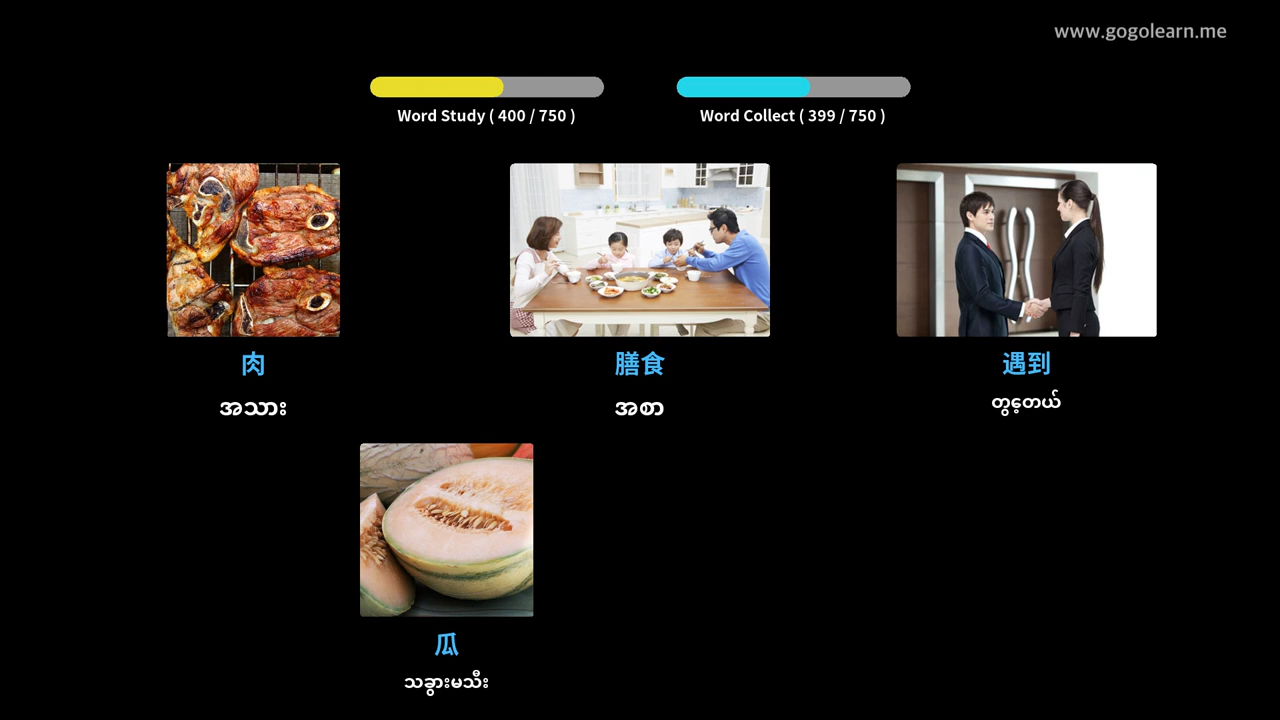 www.gogolearn.me
Word Study ( 400 / 750 )
Word Collect ( 399 / 750 )
肉
အသား
膳食
အစာ
遇到
တွေ့တယ်
瓜
သခွားမသီး